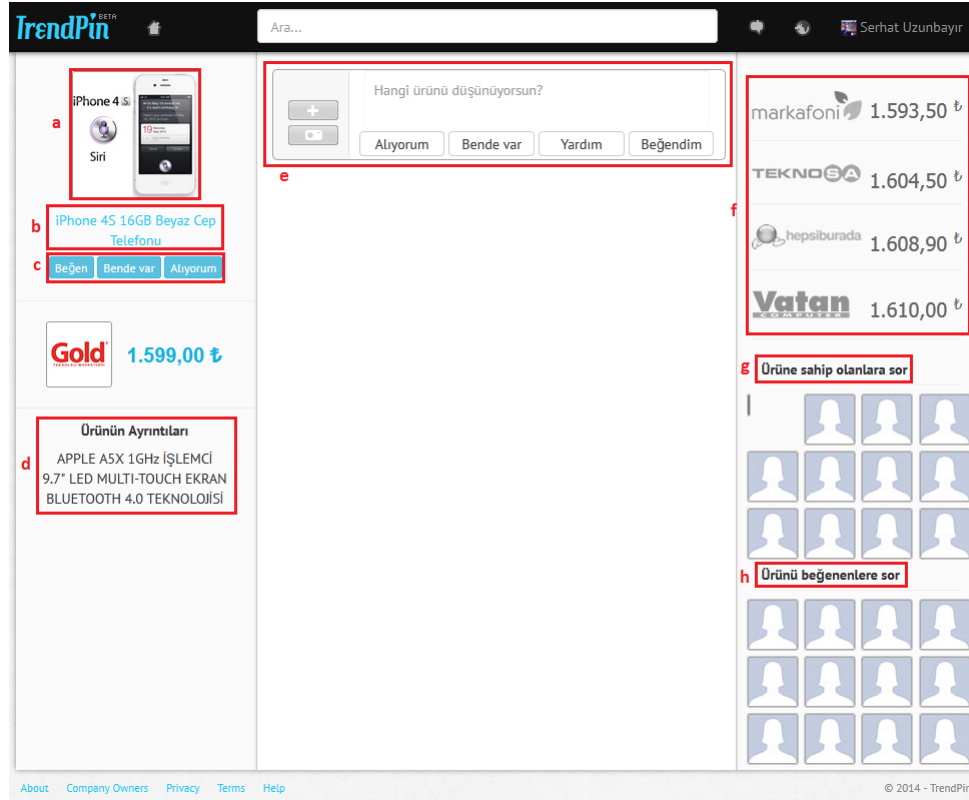 TrendPin BETA
Ara...
Serhat Uzunbayır
a
iPhone 4 S
Siri
b
iPhone 4S 16GB Beyaz Cep
Telefonu
c
Beğen Bende var Alıyorum
Gold
1.599,00 ₺
d
Ürünün Ayrıntıları
APPLE A5X 1GHz İŞLEMCİ
9.7" LED MULTI-TOUCH EKRAN
BLUETOOTH 4.0 TEKNOLOJİSİ
Hangi ürünü düşünüyorsun?
Alıyorum Bende var Yardım Beğendim
e
f
markafoni 1.593,50 ₺
TEKNOSA 1.604,50 ₺
hepsiburada 1.608,90 ₺
Vatan COMPUTER 1.610,00 ₺
g
Ürüne sahip olanlara sor
h
Ürünü beğenenlere sor
About Company Owners Privacy Terms Help
© 2014 - TrendPin